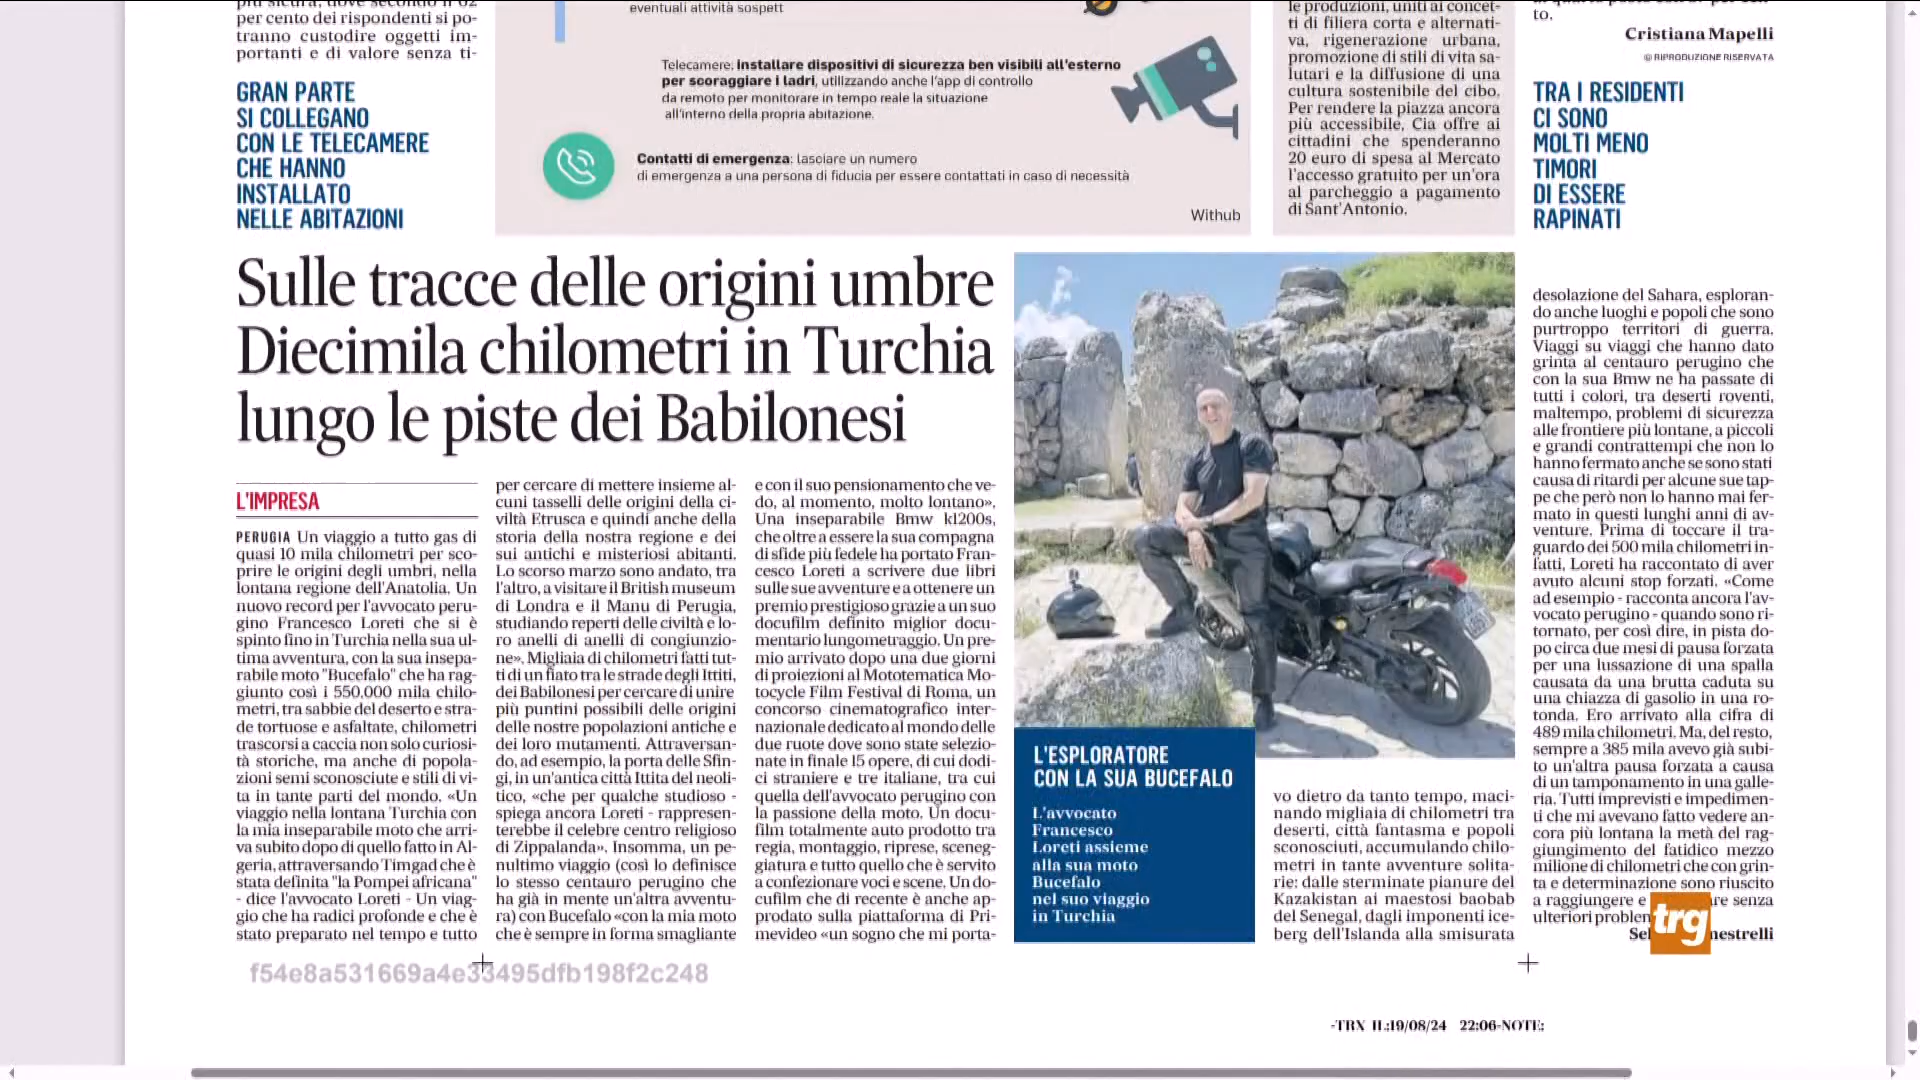 più sicura, dove secondo il 62
per cento dei rispondenti si po-
tranno custodire oggetti im-
portanti e di valore senza ti-
GRAN PARTE
SI COLLEGANO
CON LE TELECAMERE
CHE HANNO
INSTALLATO
NELLE ABITAZIONI
eventuali attività sospett
Telecamere: installare dispositivi di sicurezza ben visibili all'esterno
per scoraggiare i ladri, utilizzando anche l'app di controllo
da remoto per monitorare in tempo reale la situazione
all'interno della propria abitazione.
Contatti di emergenza: lasciare un numero
di emergenza a una persona di fiducia per essere contattati in caso di necessità
Withub
le produzioni, uniti ai concet-
ti di filiera corta e alternati-
va, rigenerazione urbana,
promozione di stili di vita sa-
lutari e la diffusione di una
cultura sostenibile del cibo.
Per rendere la piazza ancora
più accessibile, Cia offre ai
cittadini che spenderanno
20 euro di spesa al Mercato
l'accesso gratuito per un'ora
al parcheggio a pagamento
di Sant'Antonio.
to.
Cristiana Mapelli
© RIPRODUZIONE RISERVATA
TRA I RESIDENTI
CI SONO
MOLTI MENO
TIMORI
DI ESSERE
RAPINATI
Sulle tracce delle origini umbre
Diecimila chilometri in Turchia
lungo le piste dei Babilonesi
L'IMPRESA
PERUGIA Un viaggio a tutto gas di
quasi 10 mila chilometri per sco-
prire le origini degli umbri, nella
lontana regione dell'Anatolia. Un
nuovo record per l'avvocato peru-
gino Francesco Loreti che si è
spinto fino in Turchia nella sua ul-
tima avventura, con la sua insepa-
rabile moto "Bucefalo" che ha rag-
giunto così i 550.000 mila chilo-
metri, tra sabbie del deserto e stra-
de tortuose e asfaltate, chilometri
trascorsi a caccia non solo curiosi-
tà storiche, ma anche di popola-
zioni semi sconosciute e stili di vi-
ta in tante parti del mondo. «Un
viaggio nella lontana Turchia con
la mia inseparabile moto che arri-
va subito dopo di quello fatto in Al-
geria, attraversando Timgad che è
stata definita "la Pompei africana"
- dice l'avvocato Loreti - Un viag-
gio che ha radici profonde e che è
stato preparato nel tempo e tutto
per cercare di mettere insieme al-
cuni tasselli delle origini della ci-
viltà Etrusca e quindi anche della
storia della nostra regione e dei
sui antichi e misteriosi abitanti.
Lo scorso marzo sono andato, tra
l'altro, a visitare il British museum
di Londra e il Manu di Perugia,
studiando reperti delle civiltà e lo-
ro anelli di anelli di congiunzio-
ne». Migliaia di chilometri fatti tut-
ti di un fiato tra le strade degli Ittiti,
dei Babilonesi per cercare di unire
più puntini possibili delle origini
delle nostre popolazioni antiche e
dei loro mutamenti. Attraversan-
do, ad esempio, la porta delle Sfin-
gi, in un'antica città Ittita del neoli-
tico, «che per qualche studioso -
spiega ancora Loreti - rappresen-
terebbe il celebre centro religioso
di Zippalanda». Insomma, un pe-
nultimo viaggio (così lo definisce
lo stesso centauro perugino che
ha già in mente un'altra avventu-
ra) con Bucefalo «con la mia moto
che è sempre in forma smagliante
e con il suo pensionamento che ve-
do, al momento, molto lontano».
Una inseparabile Bmw k1200s,
che oltre a essere la sua compagna
di sfide più fedele ha portato Fran-
cesco Loreti a scrivere due libri
sulle sue avventure e a ottenere un
premio prestigioso grazie a un suo
docufilm definito miglior docu-
mentario lungometraggio. Un pre-
mio arrivato dopo una due giorni
di proiezioni al Mototematica Mo-
tocycle Film Festival di Roma, un
concorso cinematografico inter-
nazionale dedicato al mondo delle
due ruote dove sono state selezio-
nate in finale 15 opere, di cui dodi-
ci straniere e tre italiane, tra cui
quella dell'avvocato perugino con
la passione della moto. Un docu-
film totalmente auto prodotto tra
regia, montaggio, riprese, sceneg-
giatura e tutto quello che è servito
a confezionare voci e scene. Un do-
cufilm che di recente è anche ap-
prodato sulla piattaforma di Pri-
mevideo «un sogno che mi porta-
L'ESPLORATORE
CON LA SUA BUCEFALO
L'avvocato
Francesco
Loreti assieme
alla sua moto
Bucefalo
nel suo viaggio
in Turchia
vo dietro da tanto tempo, maci-
nando migliaia di chilometri tra
deserti, città fantasma e popoli
sconosciuti, accumulando chilo-
metri in tante avventure solita-
rie: dalle sterminate pianure del
Kazakistan ai maestosi baobab
del Senegal, dagli imponenti ice-
berg dell'Islanda alla smisurata
desolazione del Sahara, esploran-
do anche luoghi e popoli che sono
purtroppo territori di guerra.
Viaggi su viaggi che hanno dato
grinta al centauro perugino che
con la sua Bmw ne ha passate di
tutti i colori, tra deserti roventi,
maltempo, problemi di sicurezza
alle frontiere più lontane, a piccoli
e grandi contrattempi che non lo
hanno fermato anche se sono stati
causa di ritardi per alcune sue tap-
pe che però non lo hanno mai fer-
mato in questi lunghi anni di av-
venture. Prima di toccare il tra-
guardo dei 500 mila chilometri in-
fatti, Loreti ha raccontato di aver
avuto alcuni stop forzati. «Come
ad esempio - racconta ancora l'av-
vocato perugino - quando sono ri-
tornato, per così dire, in pista do-
po circa due mesi di pausa forzata
per una lussazione di una spalla
causata da una brutta caduta su
una chiazza di gasolio in una ro-
tonda. Ero arrivato alla cifra di
489 mila chilometri. Ma, del resto,
sempre a 385 mila avevo già subi-
to un'altra pausa forzata a causa
di un tamponamento in una galle-
ria. Tutti imprevisti e impedimen-
ti che mi avevano fatto vedere an-
cora più lontana la metà del rag-
giungimento del fatidico mezzo
milione di chilometri che con grin-
ta e determinazione sono riuscito
a raggiungere e re senza
ulteriori problen
Sel nestrelli
trg
f54e8a531669a4e33495dfb198f2c248
-TRX IL:19/08/24 22:06-NOTE: